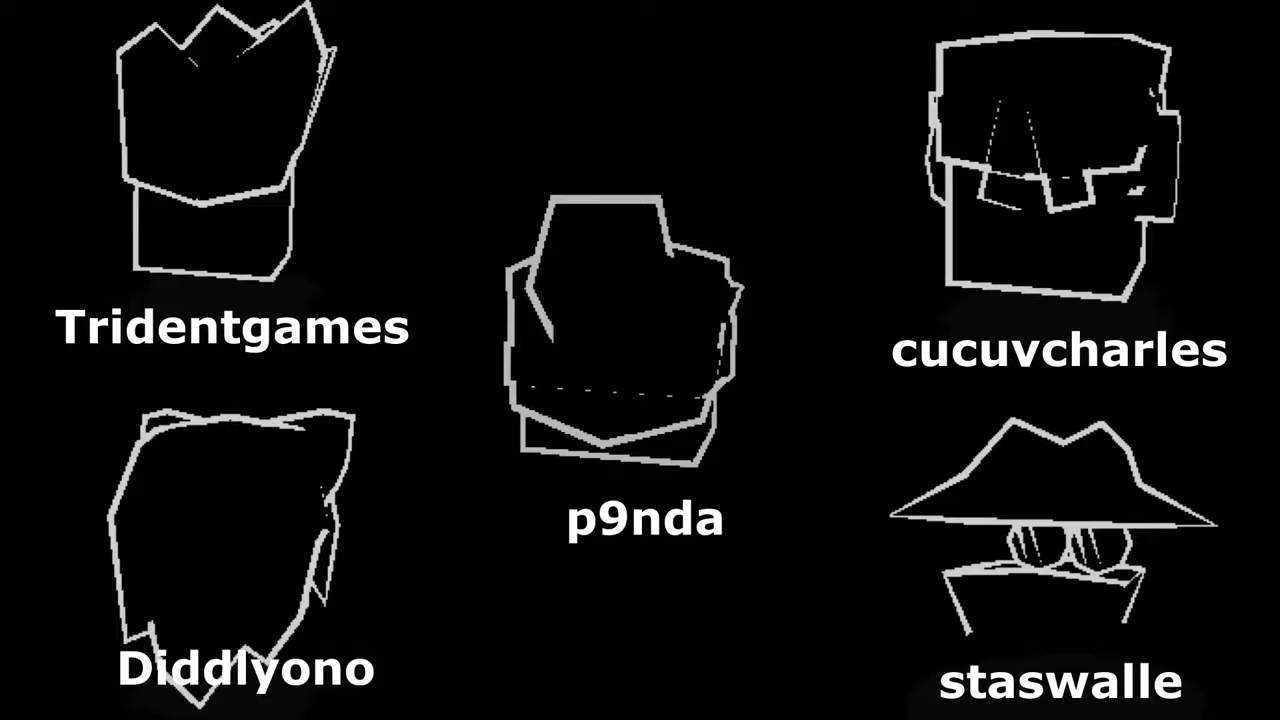 Tridentgames
cucuvcharles
p9nda
Diddlyono
staswalle